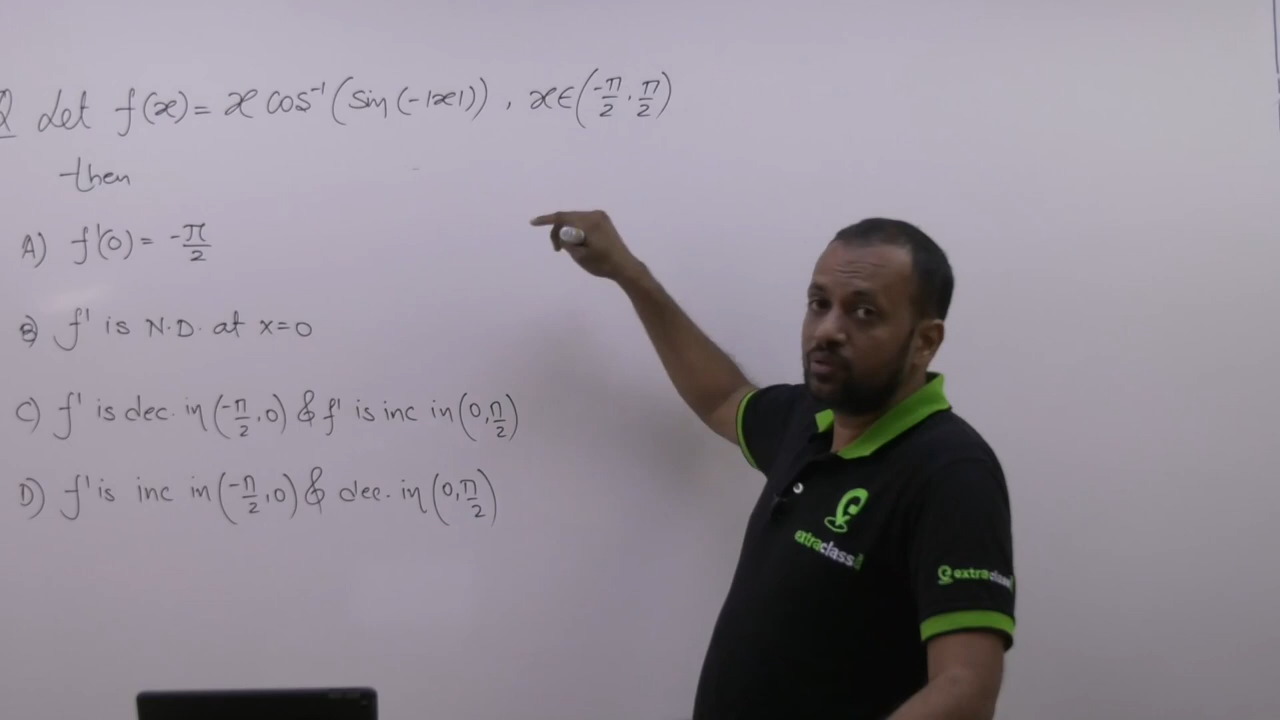 Q Let f(x) = x cos⁻¹(sin(-|x|)), x∈(-π/2, π/2)
then
A) f'(0) = -π/2
B) f' is N.D. at x=0
C) f' is dec. in (-π/2, 0) & f' is inc in (0, π/2)
D) f' is inc in (-π/2, 0) & dec. in (0, π/2)
extraclass
extraclass